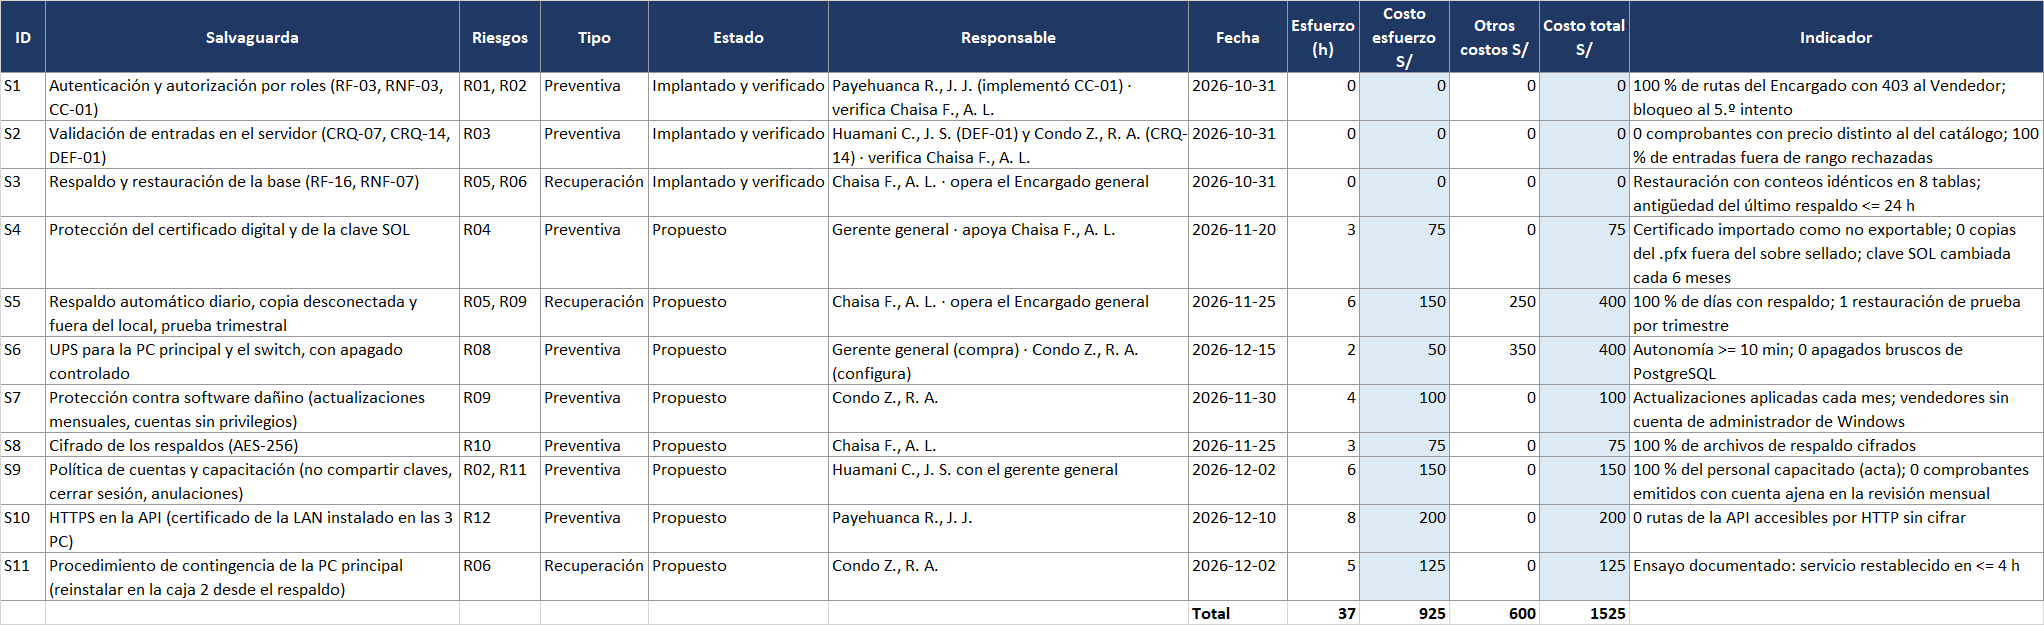 ID Salvaguarda Riesgos Tipo Estado Responsable Fecha Esfuerzo (h) Costo esfuerzo S/ Otros costos S/ Costo total S/ Indicador
S1 Autenticación y autorización por roles (RF-03, RNF-03, CC-01) R01, R02 Preventiva Implantado y verificado Payehuanca R., J. J. (implementó CC-01) · verifica Chaisa F., A. L. 2026-10-31 0 0 0 0 100 % de rutas del Encargado con 403 al Vendedor; bloqueo al 5.º intento
S2 Validación de entradas en el servidor (CRQ-07, CRQ-14, DEF-01) R03 Preventiva Implantado y verificado Huamani C., J. S. (DEF-01) y Condo Z., R. A. (CRQ-14) · verifica Chaisa F., A. L. 2026-10-31 0 0 0 0 0 comprobantes con precio distinto al del catálogo; 100 % de entradas fuera de rango rechazadas
S3 Respaldo y restauración de la base (RF-16, RNF-07) R05, R06 Recuperación Implantado y verificado Chaisa F., A. L. · opera el Encargado general 2026-10-31 0 0 0 0 Restauración con conteos idénticos en 8 tablas; antigüedad del último respaldo <= 24 h
S4 Protección del certificado digital y de la clave SOL R04 Preventiva Propuesto Gerente general · apoya Chaisa F., A. L. 2026-11-20 3 75 0 75 Certificado importado como no exportable; 0 copias del .pfx fuera del sobre sellado; clave SOL cambiada cada 6 meses
S5 Respaldo automático diario, copia desconectada y fuera del local, prueba trimestral R05, R09 Recuperación Propuesto Chaisa F., A. L. · opera el Encargado general 2026-11-25 6 150 250 400 100 % de días con respaldo; 1 restauración de prueba por trimestre
S6 UPS para la PC principal y el switch, con apagado controlado R08 Preventiva Propuesto Gerente general (compra) · Condo Z., R. A. (configura) 2026-12-15 2 50 350 400 Autonomía >= 10 min; 0 apagados bruscos de PostgreSQL
S7 Protección contra software dañino (actualizaciones mensuales, cuentas sin privilegios) R09 Preventiva Propuesto Condo Z., R. A. 2026-11-30 4 100 0 100 Actualizaciones aplicadas cada mes; vendedores sin cuenta de administrador de Windows
S8 Cifrado de los respaldos (AES-256) R10 Preventiva Propuesto Chaisa F., A. L. 2026-11-25 3 75 0 75 100 % de archivos de respaldo cifrados
S9 Política de cuentas y capacitación (no compartir claves, cerrar sesión, anulaciones) R02, R11 Preventiva Propuesto Huamani C., J. S. con el gerente general 2026-12-02 6 150 0 150 100 % del personal capacitado (acta); 0 comprobantes emitidos con cuenta ajena en la revisión mensual
S10 HTTPS en la API (certificado de la LAN instalado en las 3 PC) R12 Preventiva Propuesto Payehuanca R., J. J. 2026-12-10 8 200 0 200 0 rutas de la API accesibles por HTTP sin cifrar
S11 Procedimiento de contingencia de la PC principal (reinstalar en la caja 2 desde el respaldo) R06 Recuperación Propuesto Condo Z., R. A. 2026-12-02 5 125 0 125 Ensayo documentado: servicio restablecido en <= 4 h
Total 37 925 600 1525